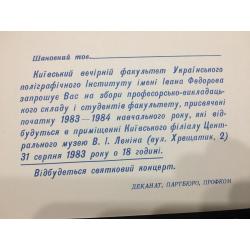 Шановний тов.
Київський вечірній факультет Українського
поліграфічного Інституту імені Івана Федорова
запрошує Вас на збори професорсько-викладаць-
кого складу і студентів факультету, присвячені
початку 1983—1984 навчального року, які від-
будуться в приміщенні Київського філіалу Цент-
рального музею В. І. Леніна (вул. Хрещатик, 2)
31 серпня 1983 року о 18 годині.
Відбудеться святковий концерт.
ДЕКАНАТ, ПАРТБЮРО, ПРОФКОМ